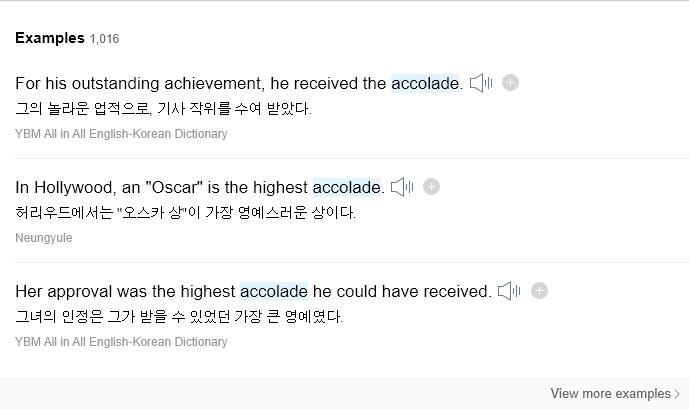 Examples 1,016
For his outstanding achievement, he received the accolade.
그의 놀라운 업적으로, 기사 작위를 수여 받았다.
YBM All in All English-Korean Dictionary
In Hollywood, an "Oscar" is the highest accolade.
허리우드에서는 "오스카 상"이 가장 영예스러운 상이다.
Neungyule
Her approval was the highest accolade he could have received.
그녀의 인정은 그가 받을 수 있었던 가장 큰 영예였다.
YBM All in All English-Korean Dictionary
View more examples